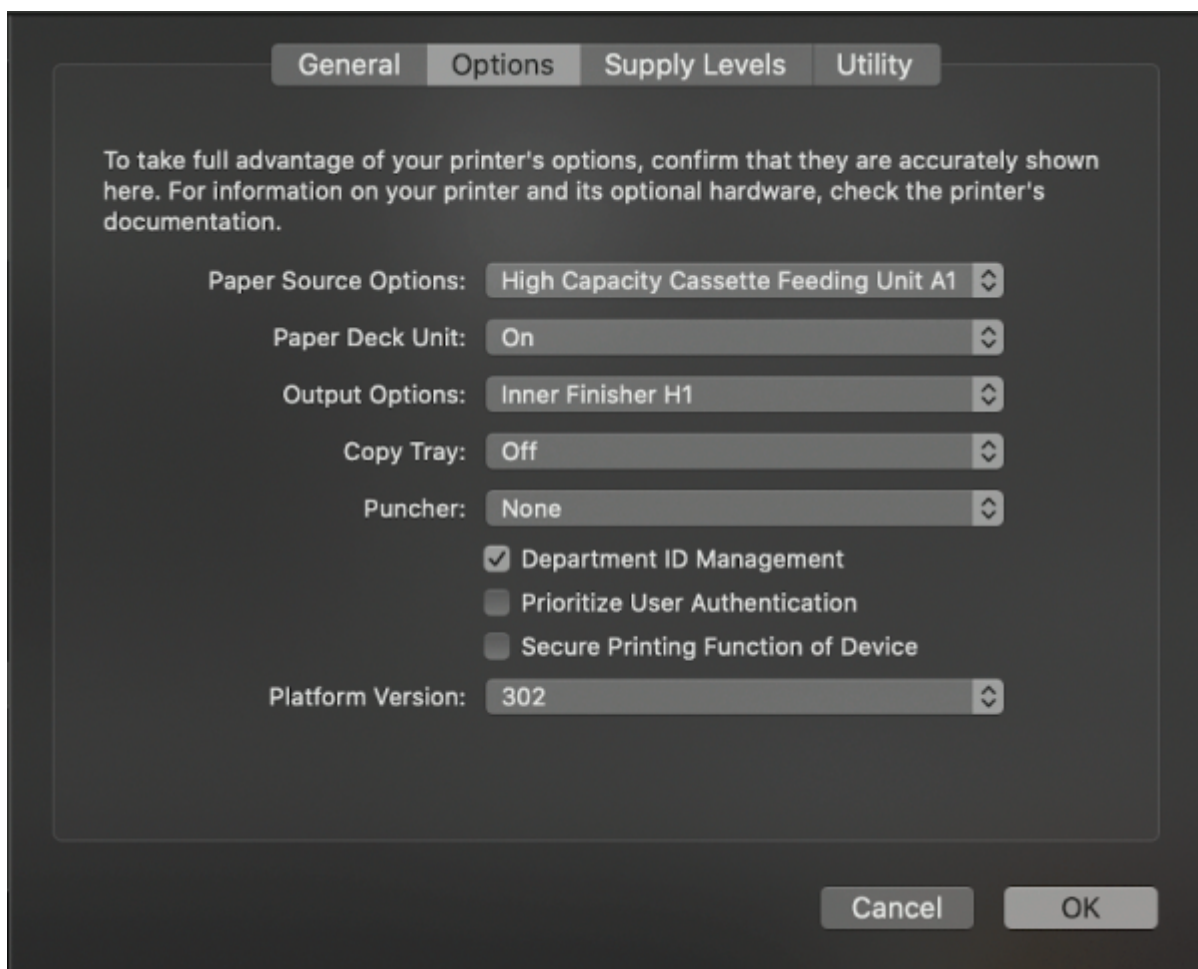 General Options Supply Levels Utility
To take full advantage of your printer's options, confirm that they are accurately shown
here. For information on your printer and its optional hardware, check the printer's
documentation.
Paper Source Options: High Capacity Cassette Feeding Unit A1
Paper Deck Unit: On
Output Options: Inner Finisher H1
Copy Tray: Off
Puncher: None
Department ID Management
Prioritize User Authentication
Secure Printing Function of Device
Platform Version: 302
Cancel OK